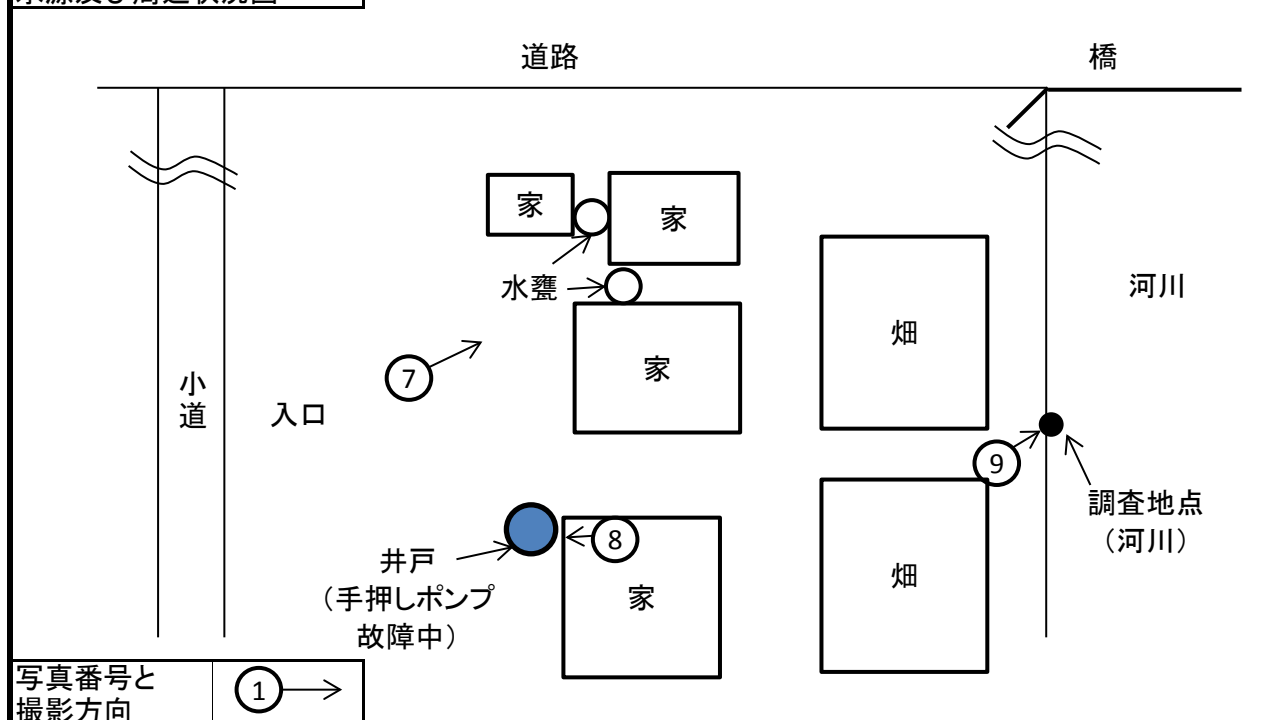 水源及び周辺状況図
道路
橋
家
家
水甕
河川
畑
家
⑦
小道
入口
⑨
調査地点
（河川）
⑧
井戸
（手押しポンプ
故障中）
家
畑
写真番号と
撮影方向
①